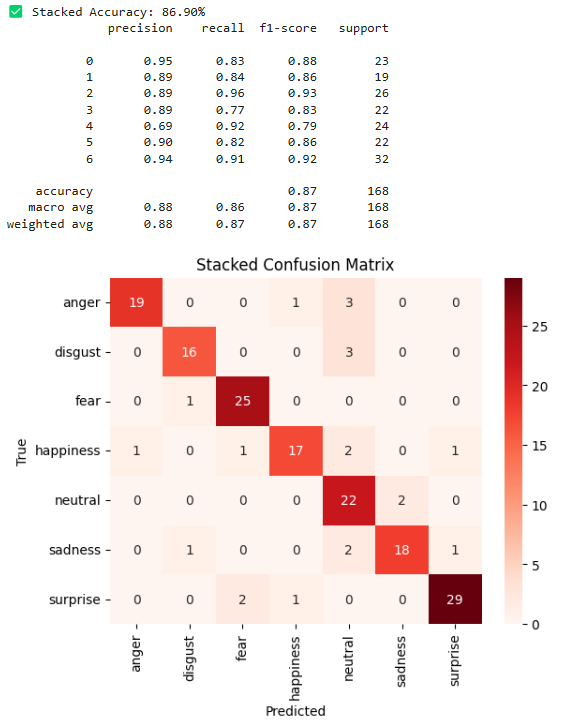 ✅ Stacked Accuracy: 86.90%
precision recall f1-score support
0 0.95 0.83 0.88 23
1 0.89 0.84 0.86 19
2 0.89 0.96 0.93 26
3 0.89 0.77 0.83 22
4 0.69 0.92 0.79 24
5 0.90 0.82 0.86 22
6 0.94 0.91 0.92 32
accuracy 0.87 168
macro avg 0.88 0.86 0.87 168
weighted avg 0.88 0.87 0.87 168
Stacked Confusion Matrix
True
anger 19 0 0 1 3 0 0
disgust 0 16 0 0 3 0 0
fear 0 1 25 0 0 0 0
happiness 1 0 1 17 2 0 1
neutral 0 0 0 0 22 2 0
sadness 0 1 0 0 2 18 1
surprise 0 0 2 1 0 0 29
anger disgust fear happiness neutral sadness surprise
Predicted
25
20
15
10
5
0